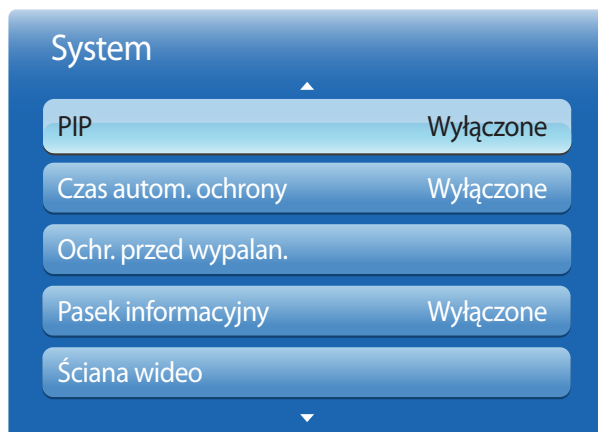 System
PIP Wyłączone
Czas autom. ochrony Wyłączone
Ochr. przed wypalan.
Pasek informacyjny Wyłączone
Ściana wideo